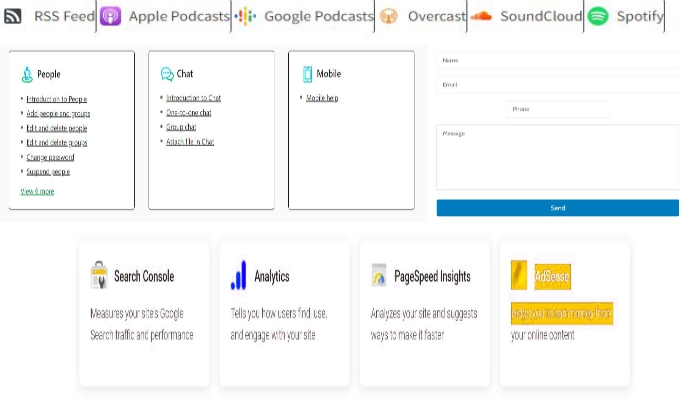 RSS Feed Apple Podcasts Google Podcasts Overcast SoundCloud Spotify
People
Introduction to People
Add people and groups
Edit and delete people
Edit and delete groups
Change password
Suspend people
View 6 more
Chat
Introduction to Chat
One-to-one chat
Group chat
Attach file in Chat
Mobile
Mobile help
Name
Email
Phone
Message
Send
Search Console
Measures your site's Google
Search traffic and performance
Analytics
Tells you how users find, use,
and engage with your site
PageSpeed Insights
Analyzes your site and suggests
ways to make it faster
AdSense
Helps you earn money from
your online content